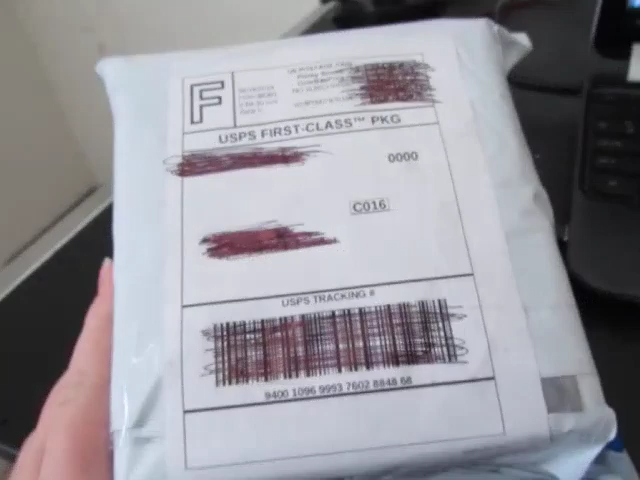 F
USPS FIRST-CLASS™ PKG
0000
C016
USPS TRACKING #
9400 1096 9993 7602 8848 68